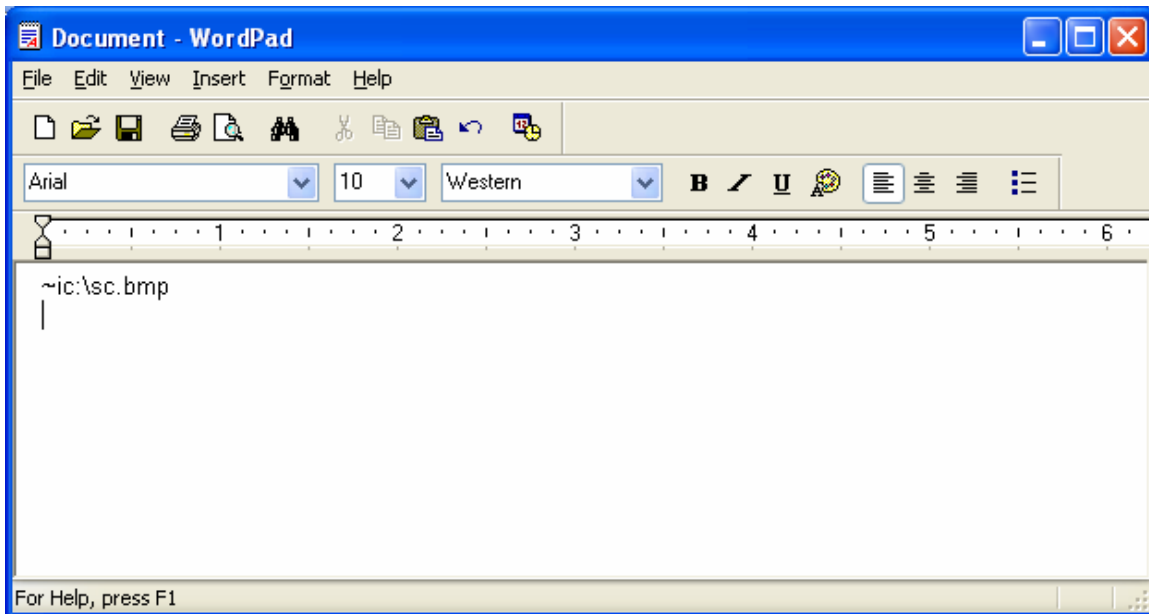 Document - WordPad
File Edit View Insert Format Help
Arial 10 Western B / U
1 2 3 4 5 6
~ic:\sc.bmp
For Help, press F1